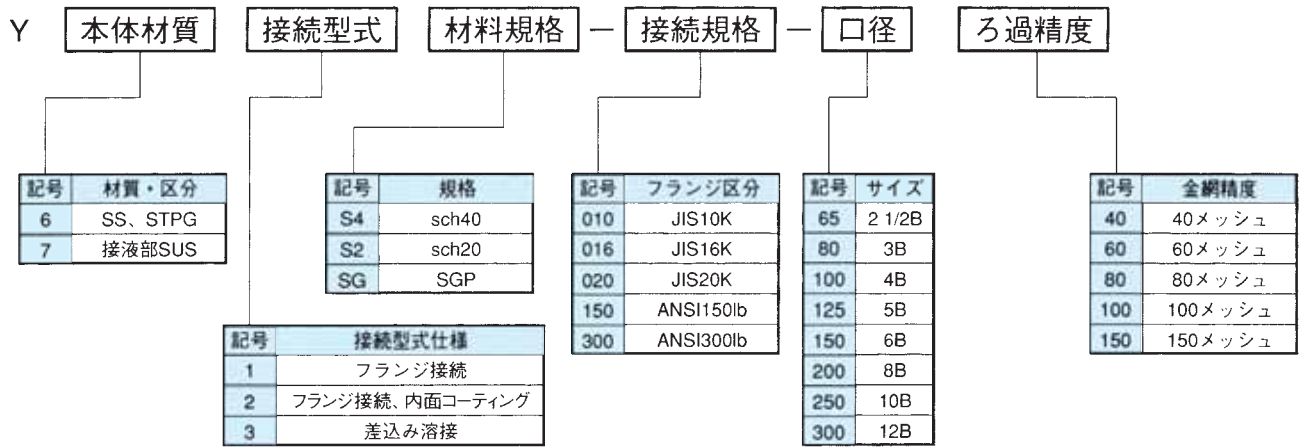 Y 本体材質 接続型式 材料規格 － 接続規格 － 口径 ろ過精度
記号 材質・区分
6 SS、STPG
7 接液部SUS
記号 接続型式仕様
1 フランジ接続
2 フランジ接続、内面コーティング
3 差込み溶接
記号 規格
S4 sch40
S2 sch20
SG SGP
記号 フランジ区分
010 JIS10K
016 JIS16K
020 JIS20K
150 ANSI150lb
300 ANSI300lb
記号 サイズ
65 2 1/2B
80 3B
100 4B
125 5B
150 6B
200 8B
250 10B
300 12B
記号 金網精度
40 40メッシュ
60 60メッシュ
80 80メッシュ
100 100メッシュ
150 150メッシュ